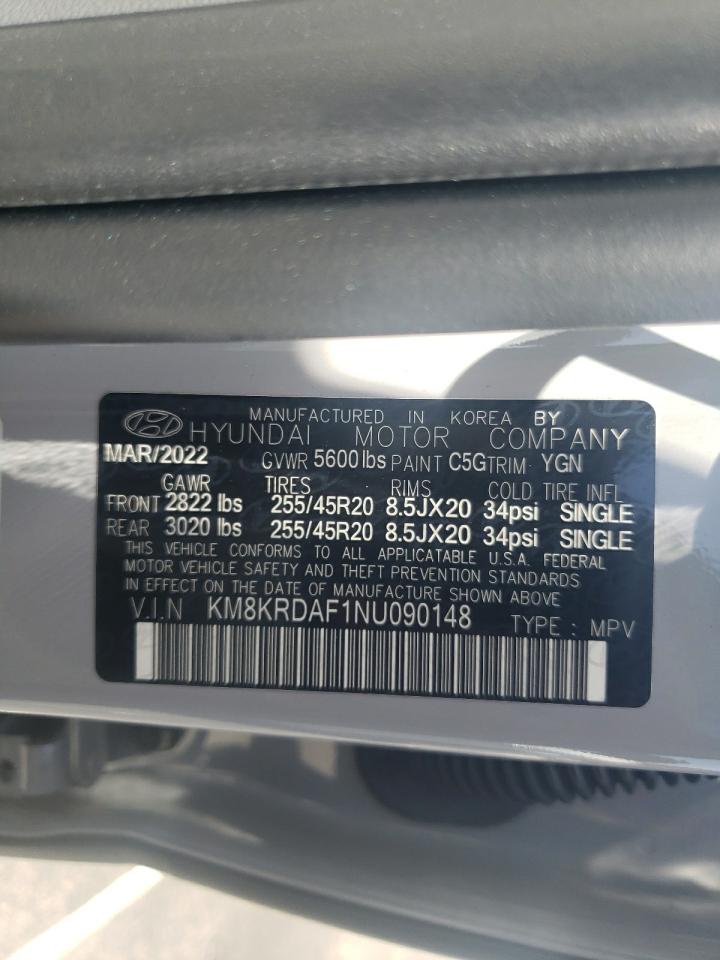 MANUFACTURED IN KOREA BY
HYUNDAI MOTOR COMPANY
MAR/2022 GVWR 5600 lbs PAINT C5G TRIM YGN
GAWR TIRES RIMS COLD TIRE INFL
FRONT 2822 lbs 255/45R20 8.5JX20 34psi SINGLE
REAR 3020 lbs 255/45R20 8.5JX20 34psi SINGLE
THIS VEHICLE CONFORMS TO ALL APPLICATABLE U.S.A. FEDERAL
MOTOR VEHICLE SAFETY AND THEFT PREVENTION STANDARDS
IN EFFECT ON THE DATE OF MANUFACTURE SHOWN ABOVE.
V.I.N KM8KRDAF1NU090148 TYPE : MPV